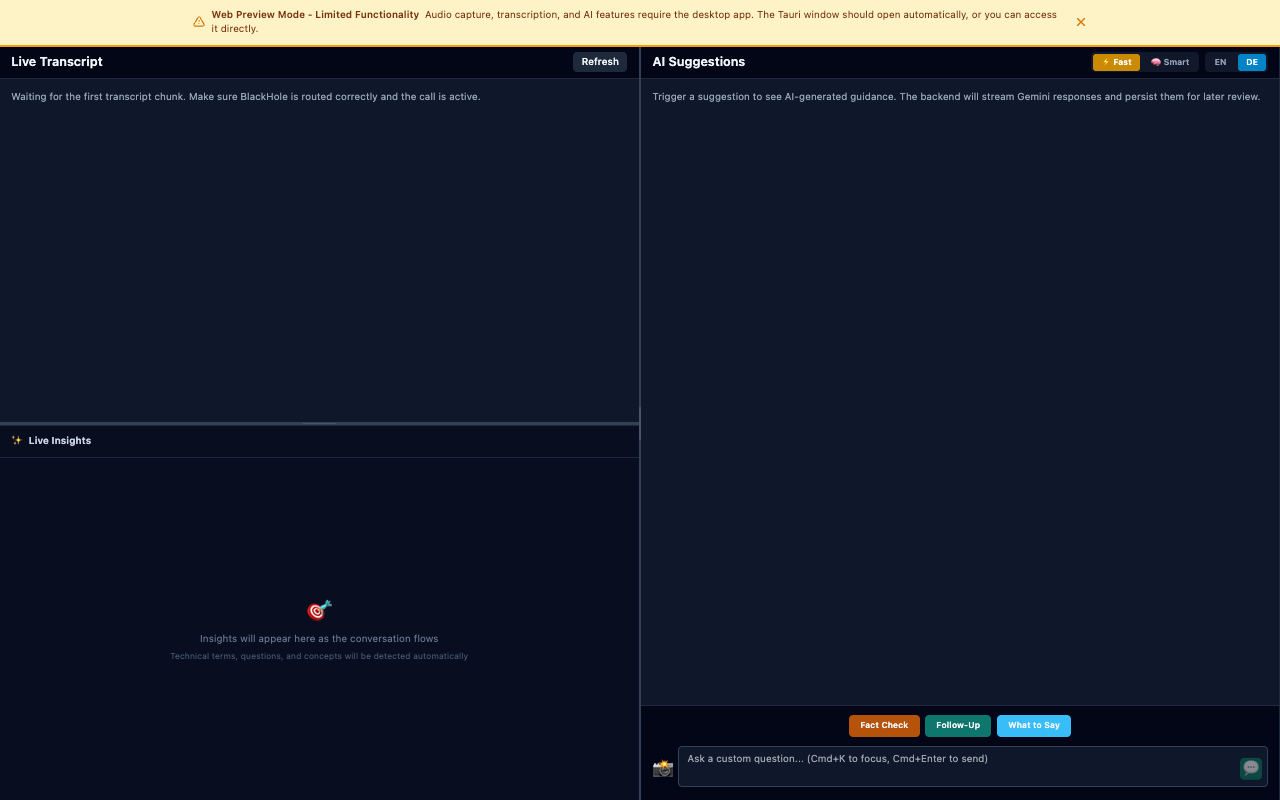 Web Preview Mode - Limited Functionality Audio capture, transcription, and AI features require the desktop app. The Tauri window should open automatically, or you can access
it directly.
Live Transcript
Refresh
Waiting for the first transcript chunk. Make sure BlackHole is routed correctly and the call is active.
Live Insights
Insights will appear here as the conversation flows
Technical terms, questions, and concepts will be detected automatically
AI Suggestions
Fast Smart EN DE
Trigger a suggestion to see AI-generated guidance. The backend will stream Gemini responses and persist them for later review.
Fact Check Follow-Up What to Say
Ask a custom question... (Cmd+K to focus, Cmd+Enter to send)